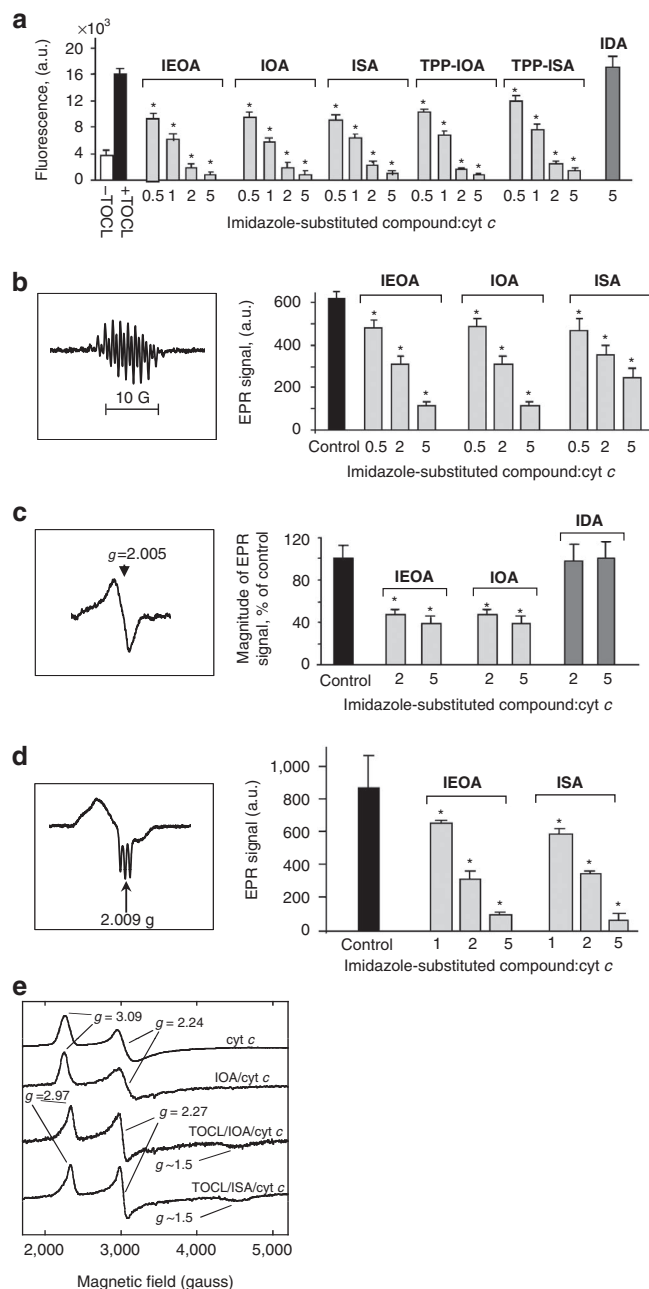 a
×10³
Fluorescence, (a.u.)
16
12
8
4
0
IEOA IOA ISA TPP-IOA TPP-ISA IDA
* * * * * * * * * * * * * * * * * * * *
–TOCL
+TOCL
0.5 1 2 5 0.5 1 2 5 0.5 1 2 5 0.5 1 2 5 0.5 1 2 5 5
Imidazole-substituted compound:cyt c
b
10 G
EPR signal, (a.u.)
600
400
200
0
IEOA IOA ISA
* * * * * * * * *
Control 0.5 2 5 0.5 2 5 0.5 2 5
Imidazole-substituted compound:cyt c
c
g=2.005
Magnitude of EPR
signal, % of control
120
80
40
0
IEOA IOA IDA
* * * *
Control 2 5 2 5 2 5
Imidazole-substituted compound:cyt c
d
2.009 g
EPR signal (a.u.)
1,000
800
600
400
200
0
IEOA ISA
* * * * * *
Control 1 2 5 1 2 5
Imidazole-substituted compound:cyt c
e
g = 3.09
g = 2.24
cyt c
IOA/cyt c
g=2.97
g = 2.27
TOCL/IOA/cyt c
g ~1.5
TOCL/ISA/cyt c
g ~1.5
2,000 3,000 4,000 5,000
Magnetic field (gauss)